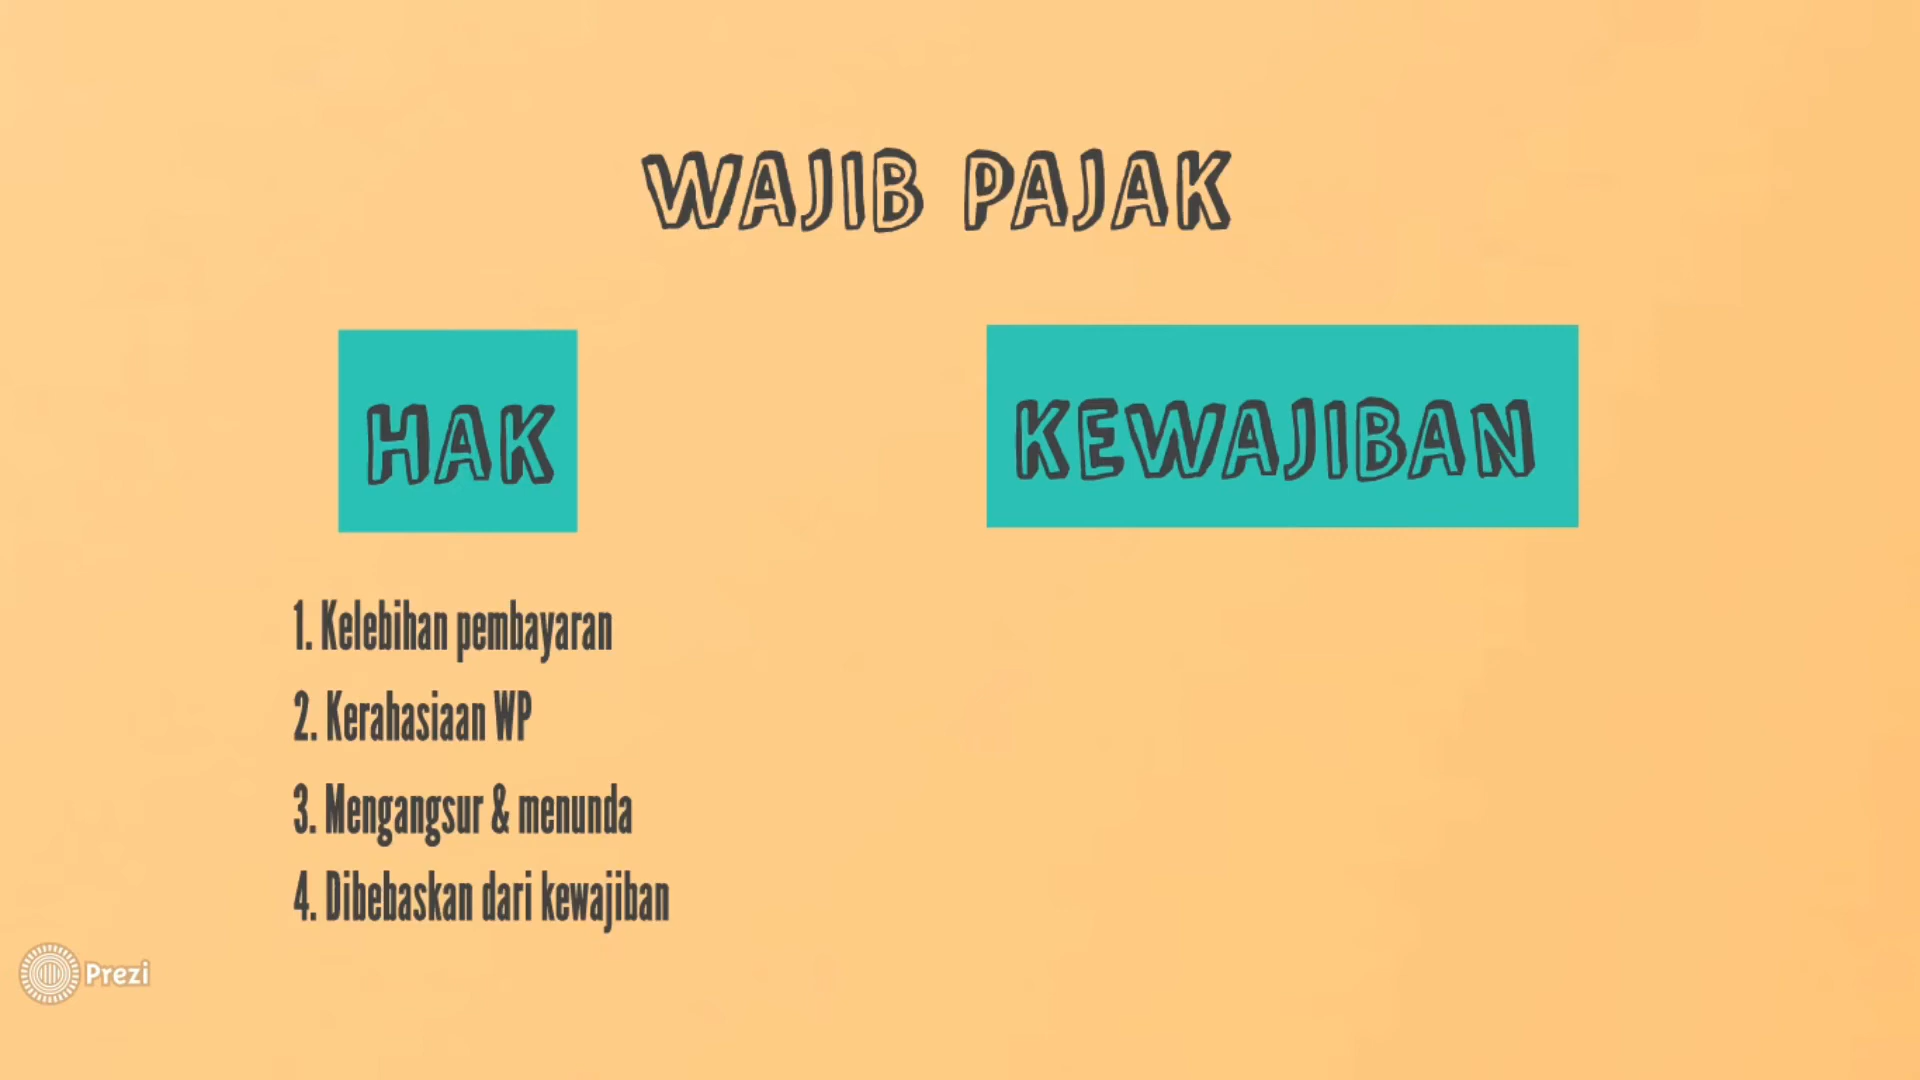 WAJIB PAJAK
HAK
KEWAJIBAN
1. Kelebihan pembayaran
2. Kerahasiaan WP
3. Mengangsur & menunda
4. Dibebaskan dari kewajiban
Prezi